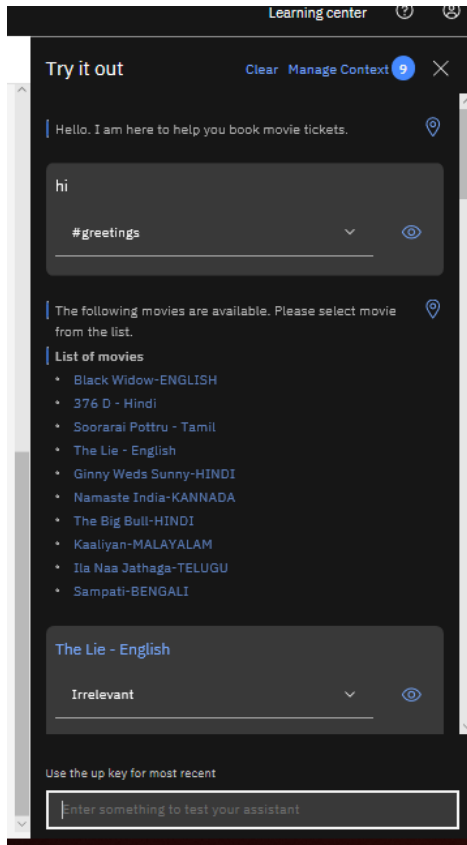 Learning center
Try it out
Clear Manage Context 9
Hello. I am here to help you book movie tickets.
hi
#greetings
The following movies are available. Please select movie
from the list.
List of movies
Black Widow-ENGLISH
376 D - Hindi
Soorarai Pottru - Tamil
The Lie - English
Ginny Weds Sunny-HINDI
Namaste India-KANNADA
The Big Bull-HINDI
Kaaliyan-MALAYALAM
Ila Naa Jathaga-TELUGU
Sampati-BENGALI
The Lie - English
Irrelevant
Use the up key for most recent
Enter something to test your assistant